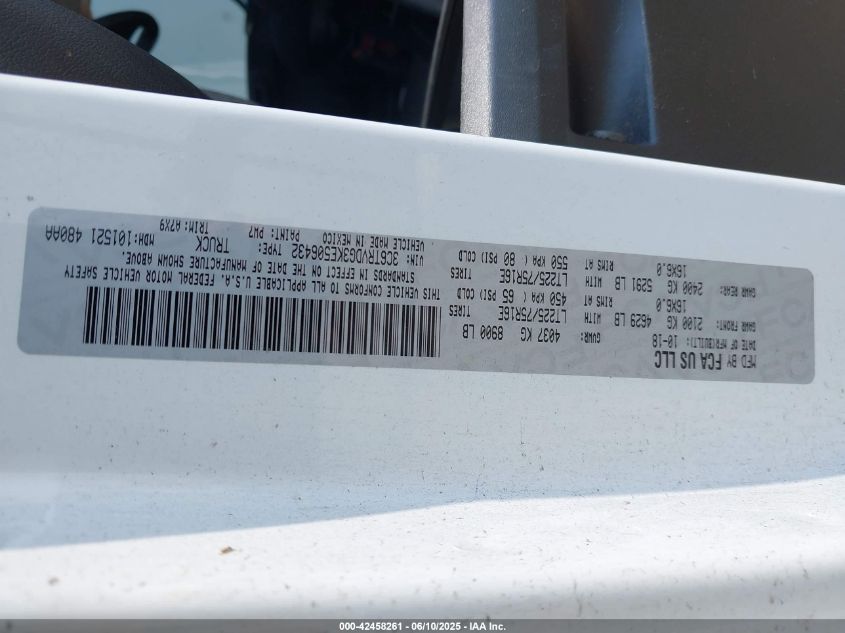 MFD BY FCA US LLC
DATE OF MFR(BUILT): 10-18 GVWR: 4037 KG 8900 LB
GAWR FRONT: 2100 KG 4629 LB WITH LT225/75R16E TIRES
16X6.0 RIMS AT 450 KPA ( 65 PSI) COLD
GAWR REAR: 2400 KG 5291 LB WITH LT225/75R16E TIRES
16X6.0 RIMS AT 550 KPA ( 80 PSI) COLD
THIS VEHICLE CONFORMS TO ALL APPLICABLE U.S.A. FEDERAL MOTOR VEHICLE SAFETY
STANDARDS IN EFFECT ON THE DATE OF MANUFACTURE SHOWN ABOVE.
VIN: 3C6TRVDG3KE506432 TYPE: TRUCK MDH:101521 480AA
VEHICLE MADE IN MEXICO PAINT: PW7 TRIM:A7X9
000-42458261 - 06/10/2025 - IAA Inc.